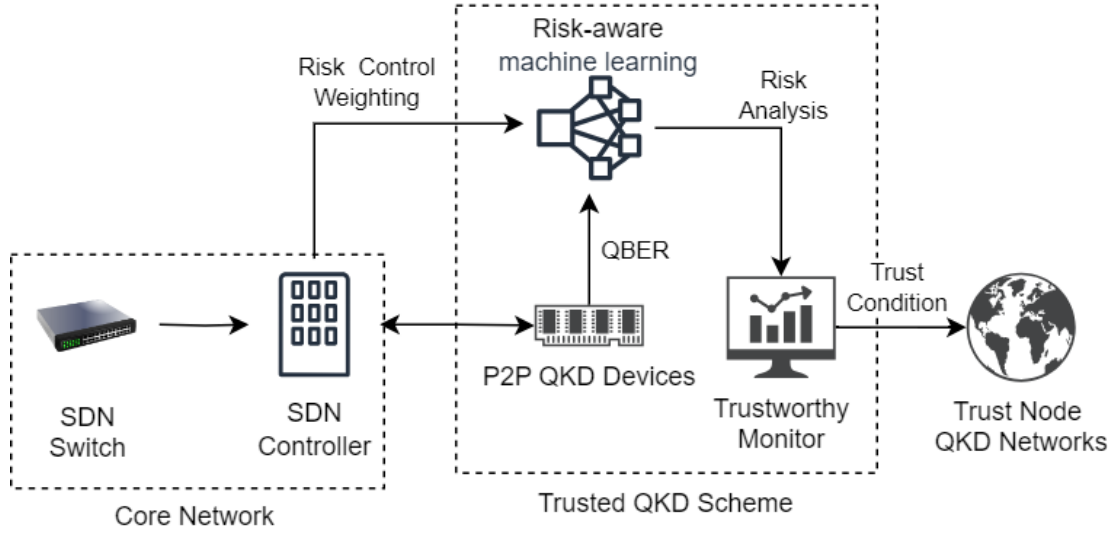 Risk-aware
machine learning
Risk Control
Weighting
Risk
Analysis
QBER
Trust
Condition
P2P QKD Devices
SDN
Switch
SDN
Controller
Trustworthy
Monitor
Trust Node
QKD Networks
Core Network
Trusted QKD Scheme